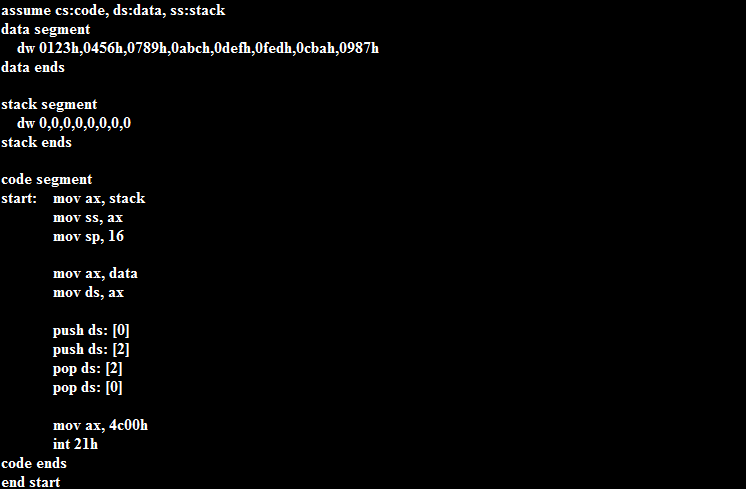 assume cs:code, ds:data, ss:stack
data segment
dw 0123h,0456h,0789h,0abch,0defh,0fedh,0cbah,0987h
data ends
stack segment
dw 0,0,0,0,0,0,0,0
stack ends
code segment
start: mov ax, stack
mov ss, ax
mov sp, 16
mov ax, data
mov ds, ax
push ds: [0]
push ds: [2]
pop ds: [2]
pop ds: [0]
mov ax, 4c00h
int 21h
code ends
end start